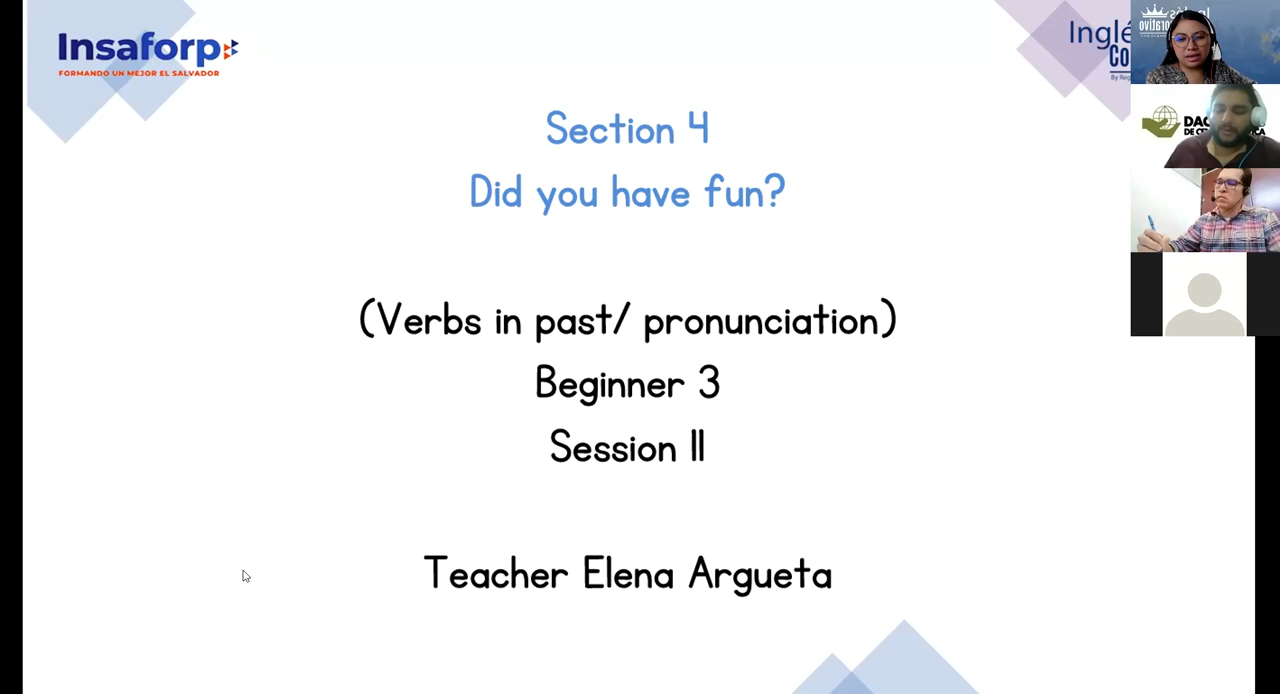 Insaforp
FORMANDO UN MEJOR EL SALVADOR
Section 4
Did you have fun?
(Verbs in past/ pronunciation)
Beginner 3
Session 11
Teacher Elena Argueta